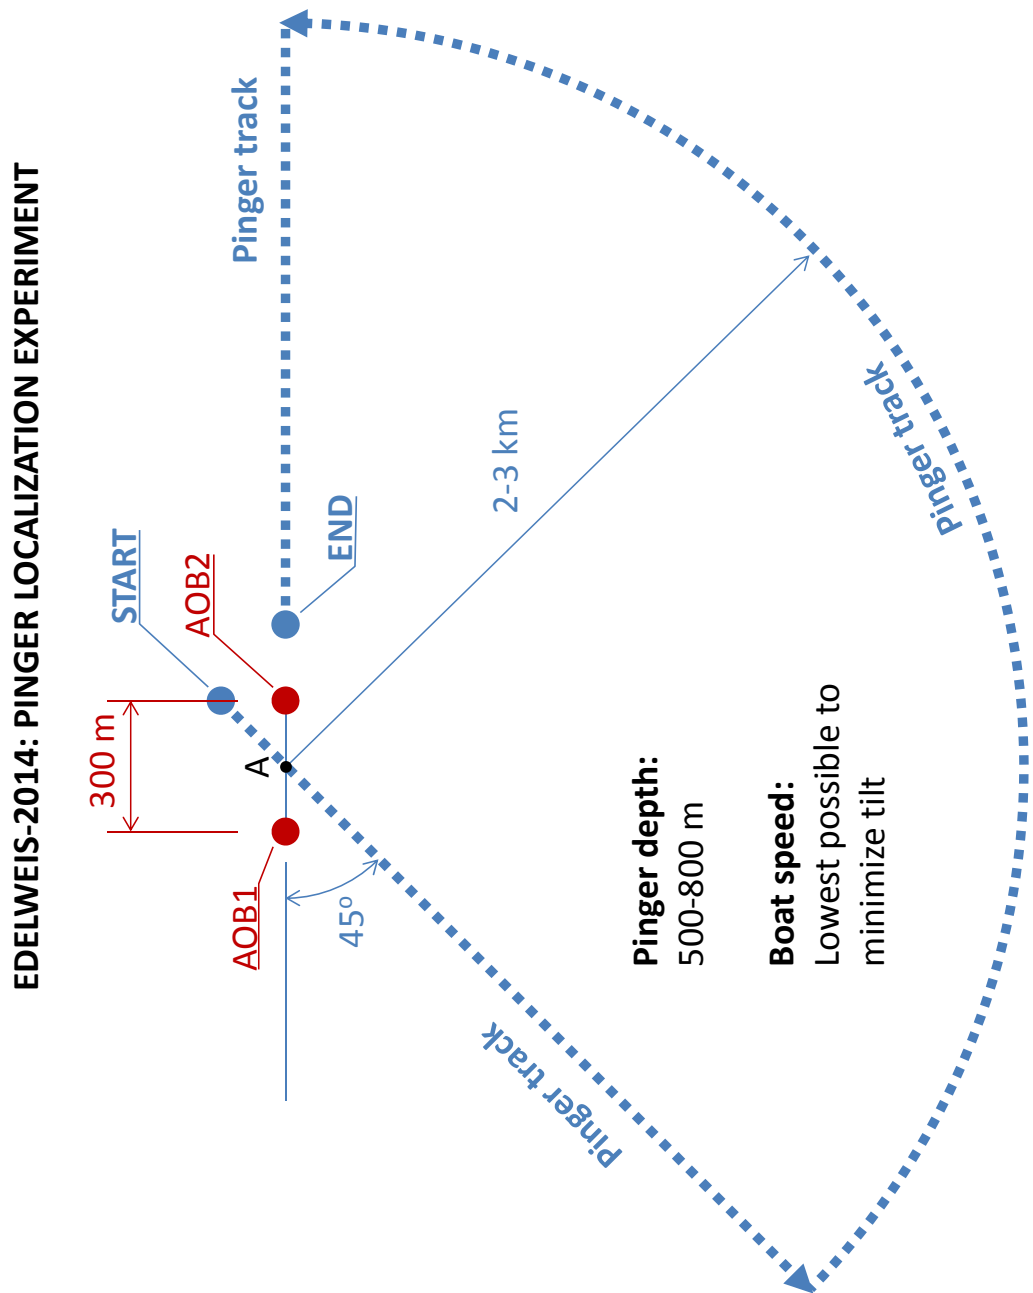 EDELWEIS-2014: PINGER LOCALIZATION EXPERIMENT
300 m
START
AOB2
AOB1
A
45º
END
Pinger track
2-3 km
Pinger track
Pinger track
Pinger depth:
500-800 m
Boat speed:
Lowest possible to
minimize tilt